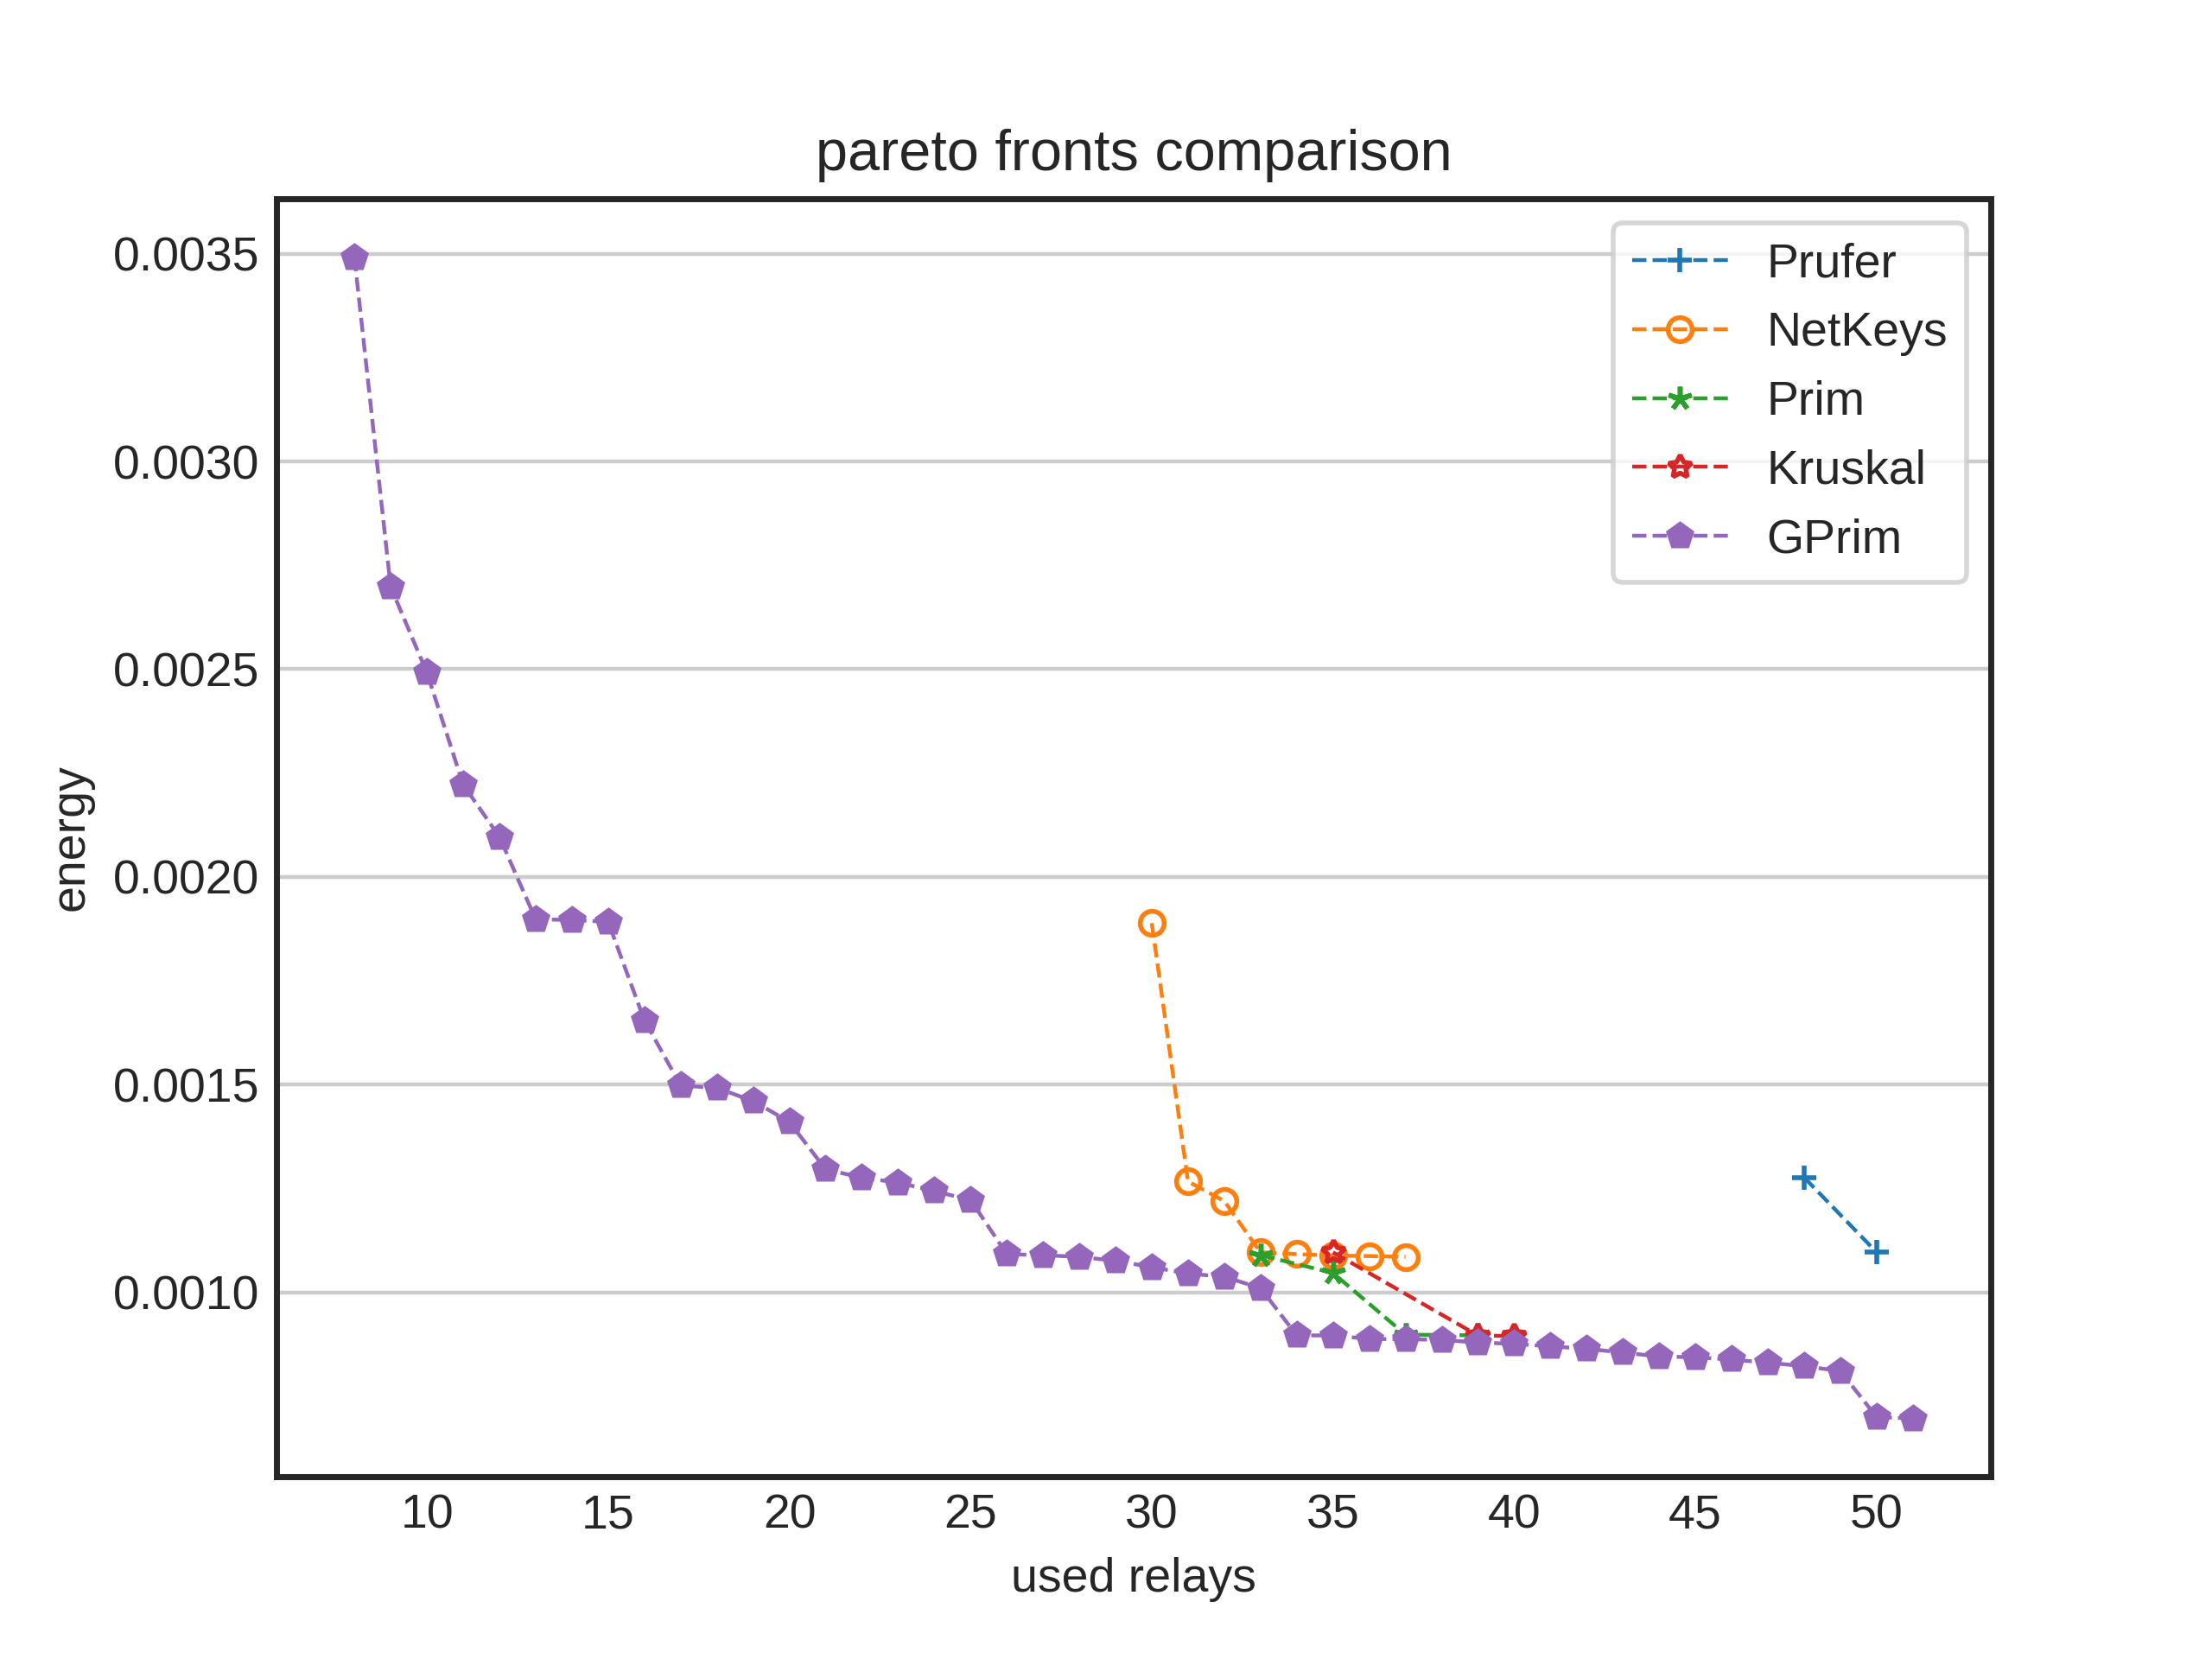 pareto fronts comparison
0.0035
0.0030
0.0025
0.0020
0.0015
0.0010
energy
Prufer
NetKeys
Prim
Kruskal
GPrim
10 15 20 25 30 35 40 45 50
used relays